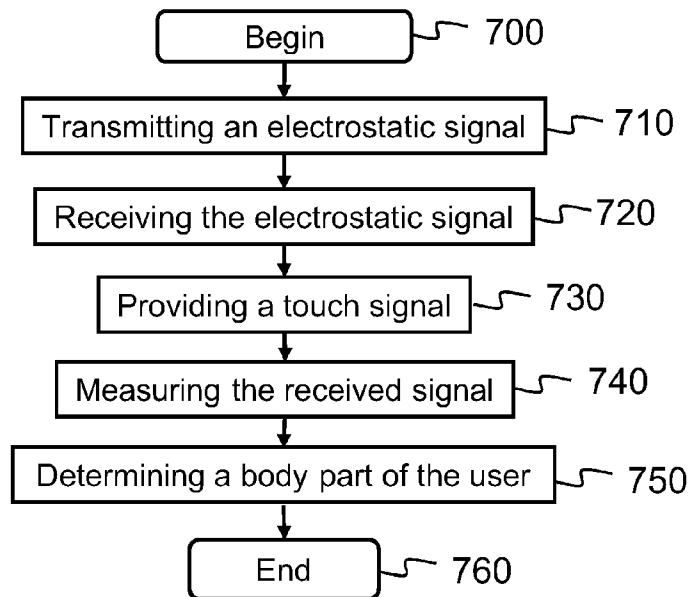 Begin 700
Transmitting an electrostatic signal 710
Receiving the electrostatic signal 720
Providing a touch signal 730
Measuring the received signal 740
Determining a body part of the user 750
End 760